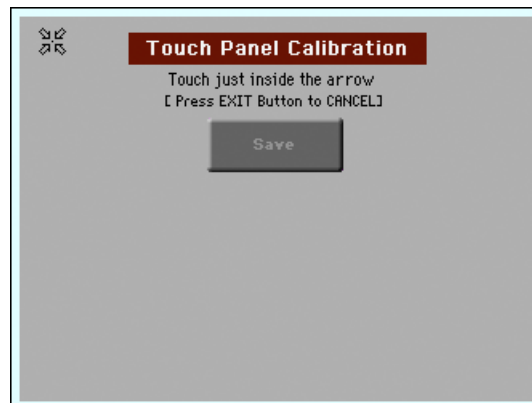 Touch Panel Calibration
Touch just inside the arrow
[ Press EXIT Button to CANCEL]
Save